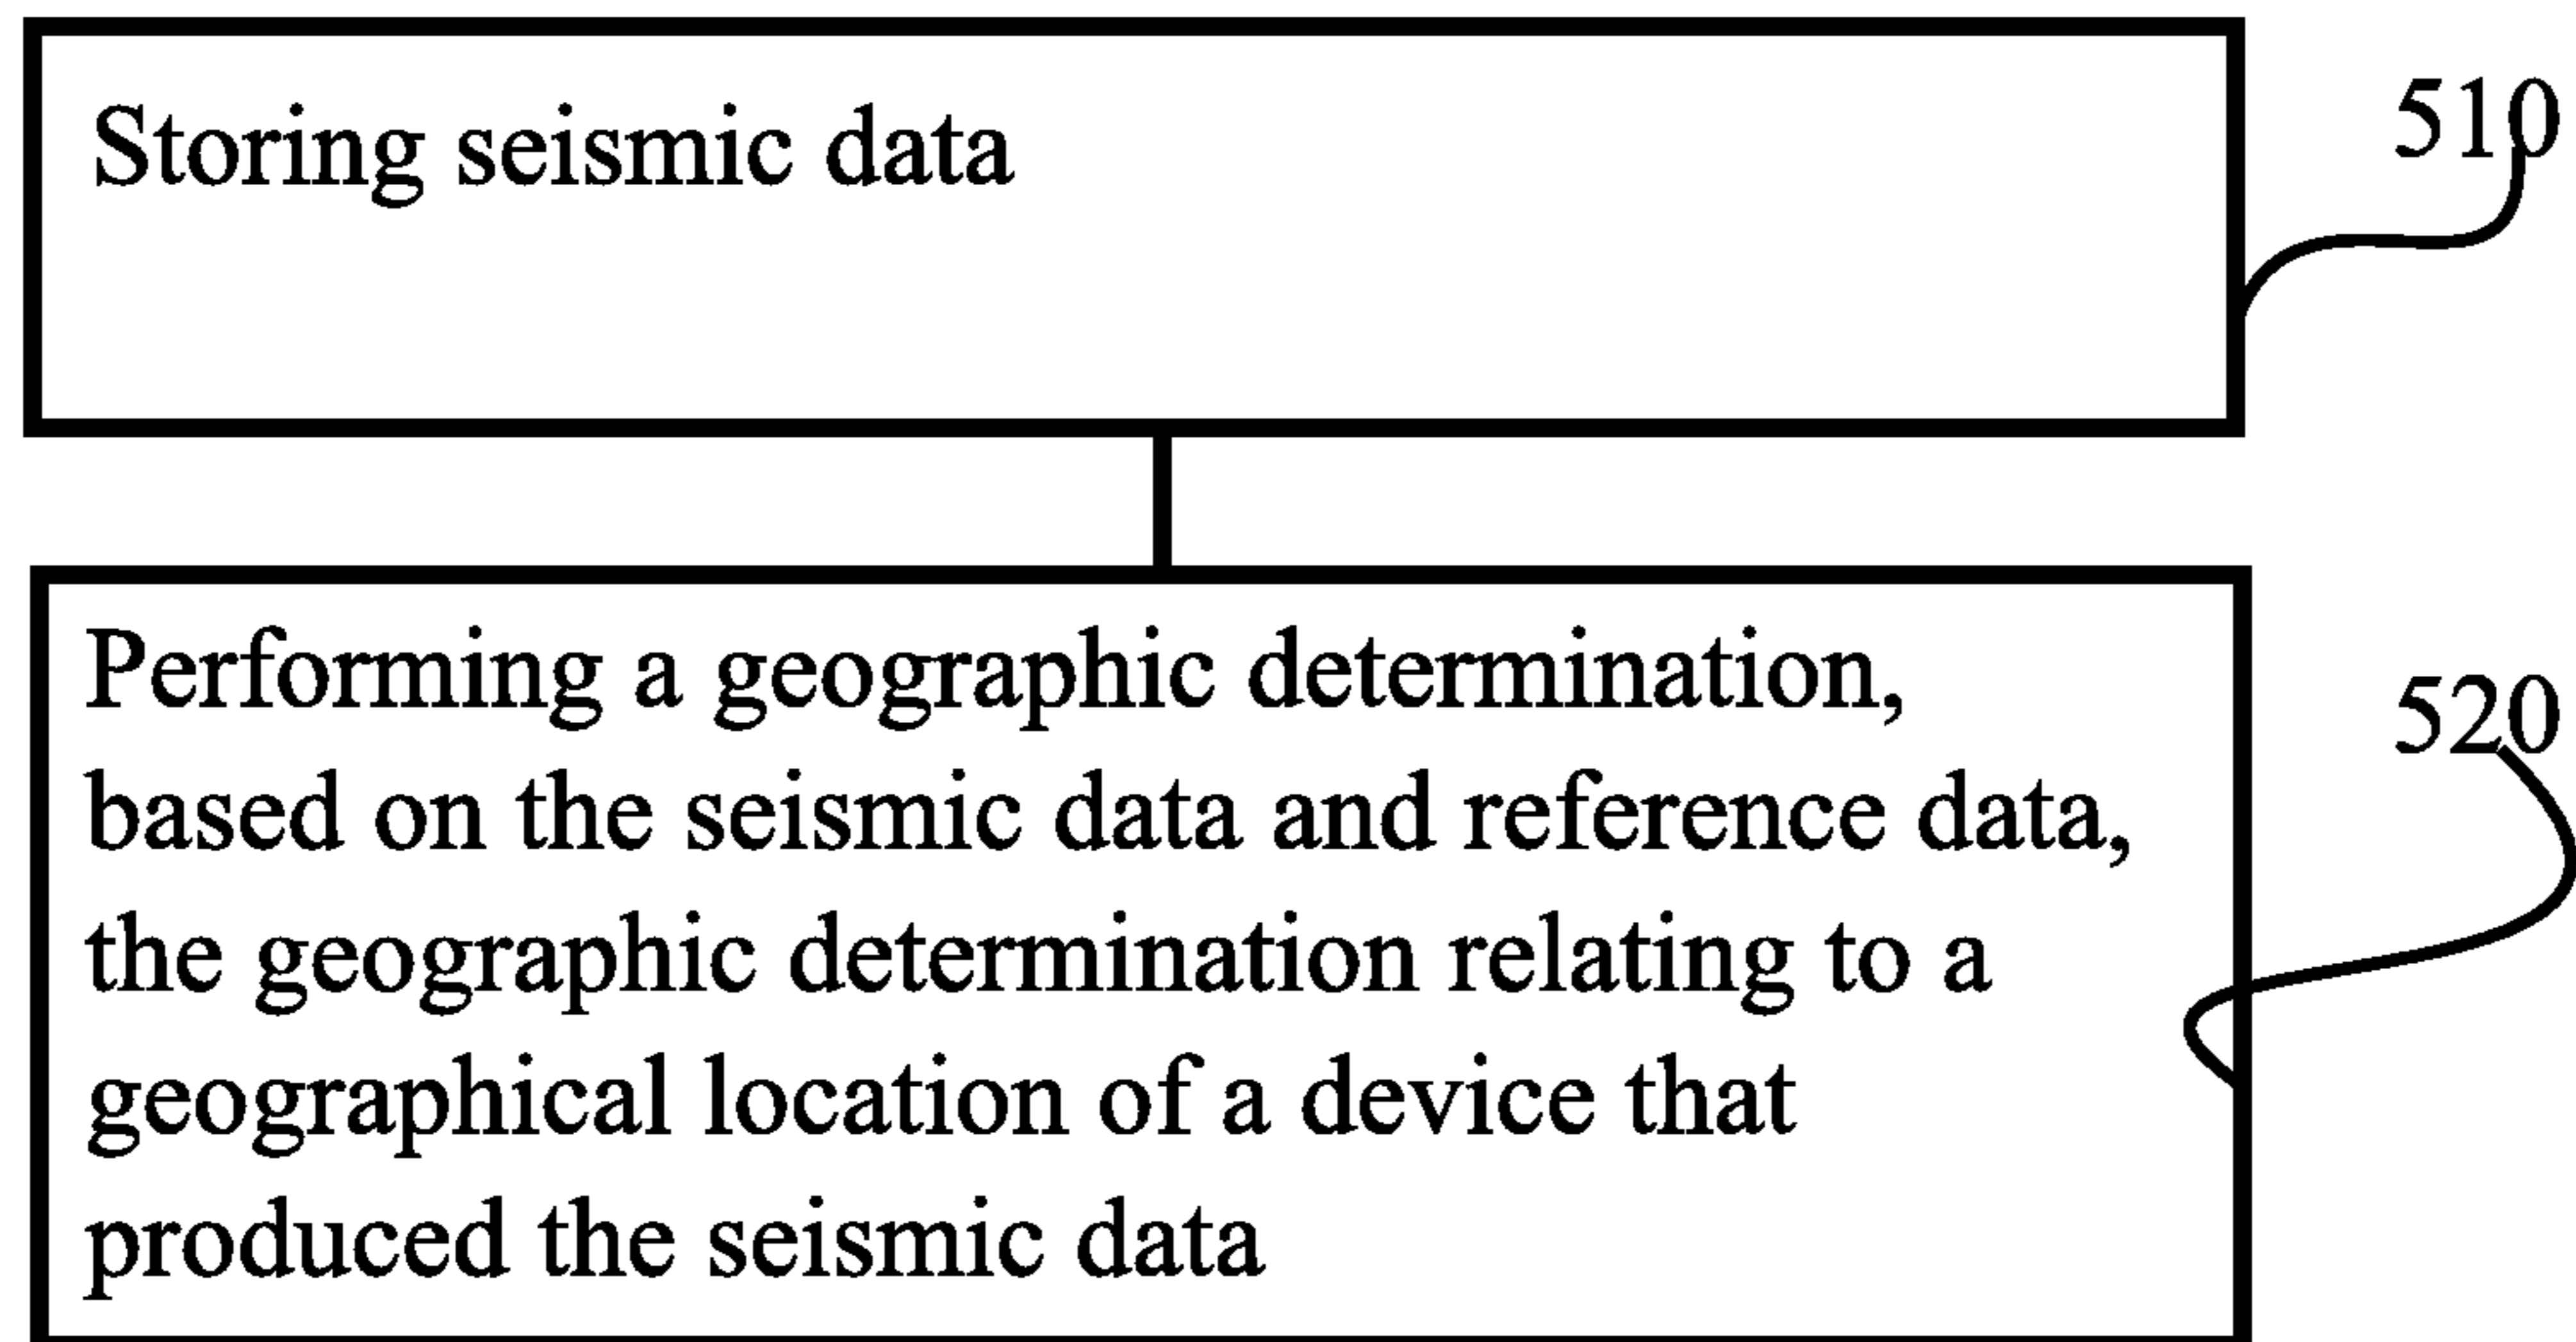 Storing seismic data
510
Performing a geographic determination,
based on the seismic data and reference data,
the geographic determination relating to a
geographical location of a device that
produced the seismic data
520